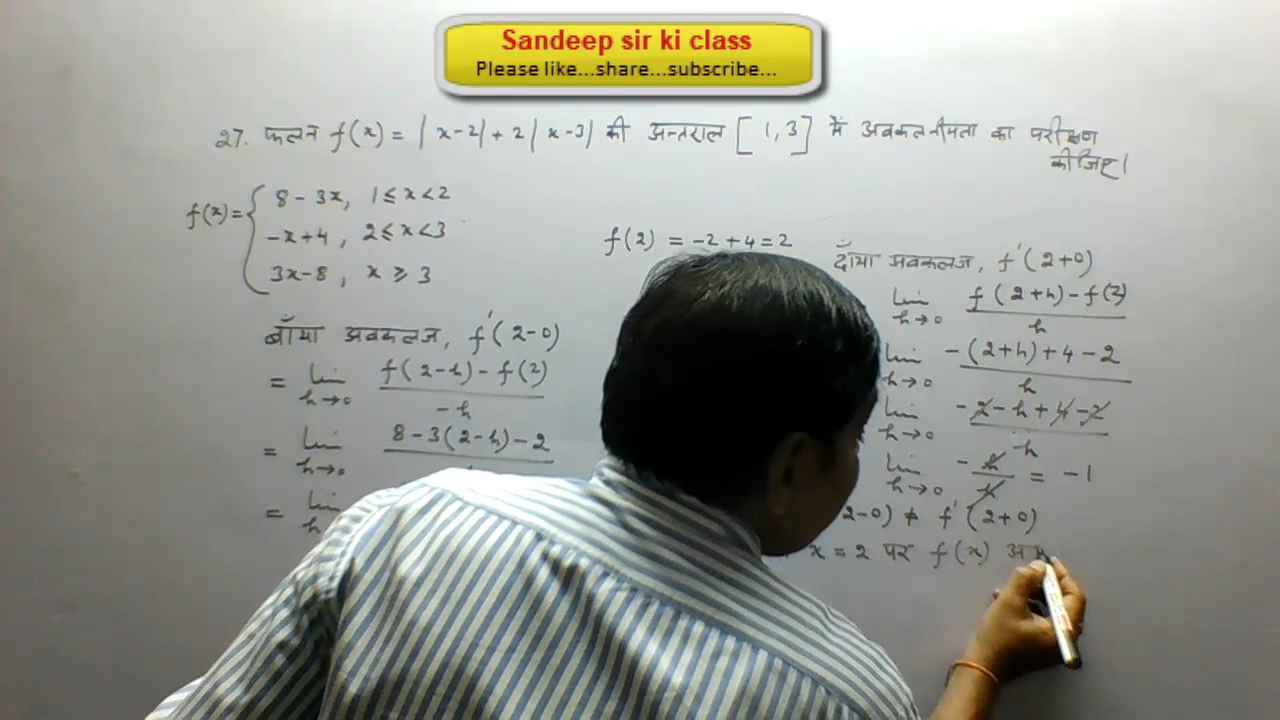 Sandeep sir ki class
Please like...share...subscribe...
27. फलन f(x) = |x-2| + 2|x-3| की अन्तराल [1,3] में अवकलनीयता का परीक्षण
कीजिए।
f(x) = { 8-3x, 1≤x<2
-x+4, 2≤x<3
3x-8, x≥3
बाँया अवकलज, f'(2-0)
= lim h→0 f(2-h)-f(2) / -h
= lim h→0 8-3(2-h)-2
= lim h
f(2) = -2+4=2
दाँया अवकलज, f'(2+0)
lim h→0 f(2+h)-f(2) / h
lim h→0 -(2+h)+4-2 / h
lim h→0 -2-h+4-2 / h
lim h→0 -h/h = -1
2-0) ≠ f'(2+0)
x=2 पर f(x)